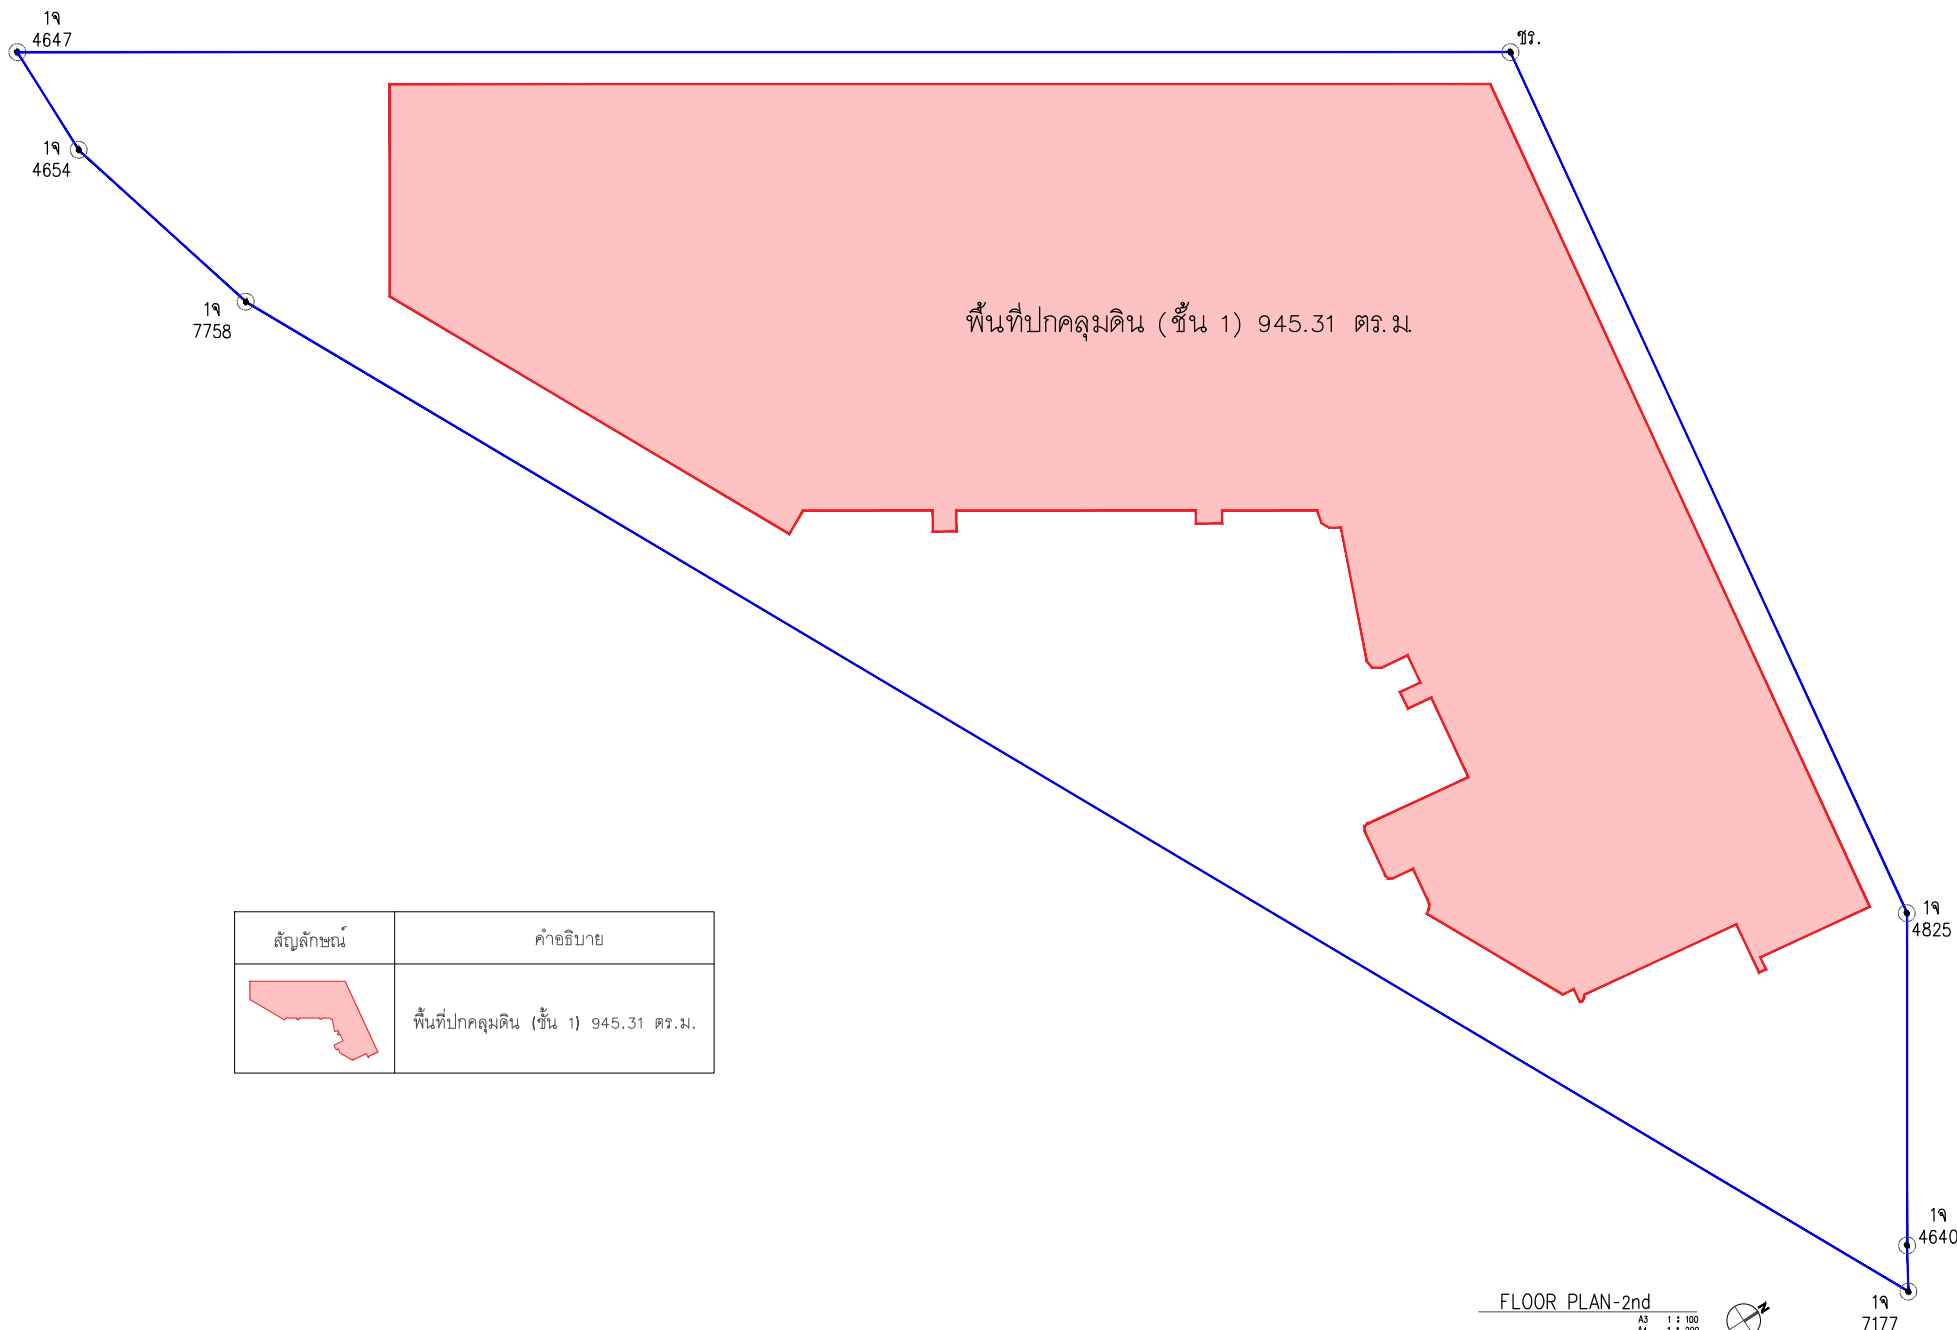 1จ
4647
ชร.
1จ
4654
1จ
7758
พื้นที่ปกคลุมดิน (ชั้น 1) 945.31 ตร.ม.
1จ
4825
สัญลักษณ์ คำอธิบาย
พื้นที่ปกคลุมดิน (ชั้น 1) 945.31 ตร.ม.
1จ
4640
FLOOR PLAN-2nd
N
A3 1 : 100
1จ
7177